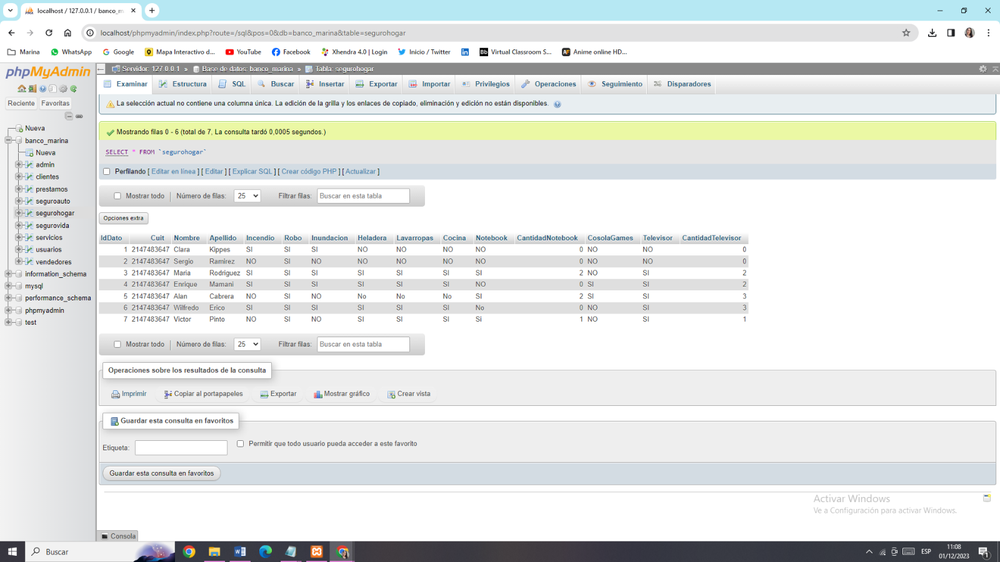 localhost / 127.0.0.1 / banco_m
localhost/phpmyadmin/index.php?route=/sql&pos=0&db=banco_marina&table=segurohogar
Marina WhatsApp Google Mapa Interactivo d... YouTube Facebook Xhendra 4.0 | Login Inicio / Twitter Virtual Classroom S... Anime online HD...
phpMyAdmin
Reciente Favoritas
Nueva
banco_marina
Nueva
admin
clientes
prestamos
seguroauto
segurohogar
segurovida
servicios
usuarios
vendedores
information_schema
mysql
performance_schema
phpmyadmin
test
Servidor: 127.0.0.1 » Base de datos: banco_marina » Tabla: segurohogar
Examinar Estructura SQL Buscar Insertar Exportar Importar Privilegios Operaciones Seguimiento Disparadores
La selección actual no contiene una columna única. La edición de la grilla y los enlaces de copiado, eliminación y edición no están disponibles.
Mostrando filas 0 - 6 (total de 7, La consulta tardó 0,0005 segundos.)
SELECT * FROM `segurohogar`
Perfilando [ Editar en línea ] [ Editar ] [ Explicar SQL ] [ Crear código PHP ] [ Actualizar ]
Mostrar todo | Número de filas: 25 Filtrar filas: Buscar en esta tabla
Opciones extra
IdDato Cuit Nombre Apellido Incendio Robo Inundacion Heladera Lavarropas Cocina Notebook CantidadNotebook CosolaGames Televisor CantidadTelevisor
1 2147483647 Clara Kippes SI SI SI NO NO NO NO 0 NO NO 0
2 2147483647 Sergio Ramirez NO SI NO NO NO NO NO 0 NO NO 0
3 2147483647 Maria Rodriguez SI SI SI SI SI SI SI 2 NO SI 2
4 2147483647 Enrique Mamani SI SI SI SI SI SI NO 0 SI SI 2
5 2147483647 Alan Cabrera NO SI NO No No No SI 2 SI SI 3
6 2147483647 Wilfredo Erico SI SI SI SI SI SI No 0 NO SI 3
7 2147483647 Victor Pinto NO SI NO SI SI SI Si 1 NO SI 1
Mostrar todo | Número de filas: 25 Filtrar filas: Buscar en esta tabla
Operaciones sobre los resultados de la consulta
Imprimir Copiar al portapapeles Exportar Mostrar gráfico Crear vista
Guardar esta consulta en favoritos
Etiqueta: Permitir que todo usuario pueda acceder a este favorito
Guardar esta consulta en favoritos
Activar Windows
Ve a Configuración para activar Windows.
Consola
Buscar
ESP
11:08
01/12/2023
1